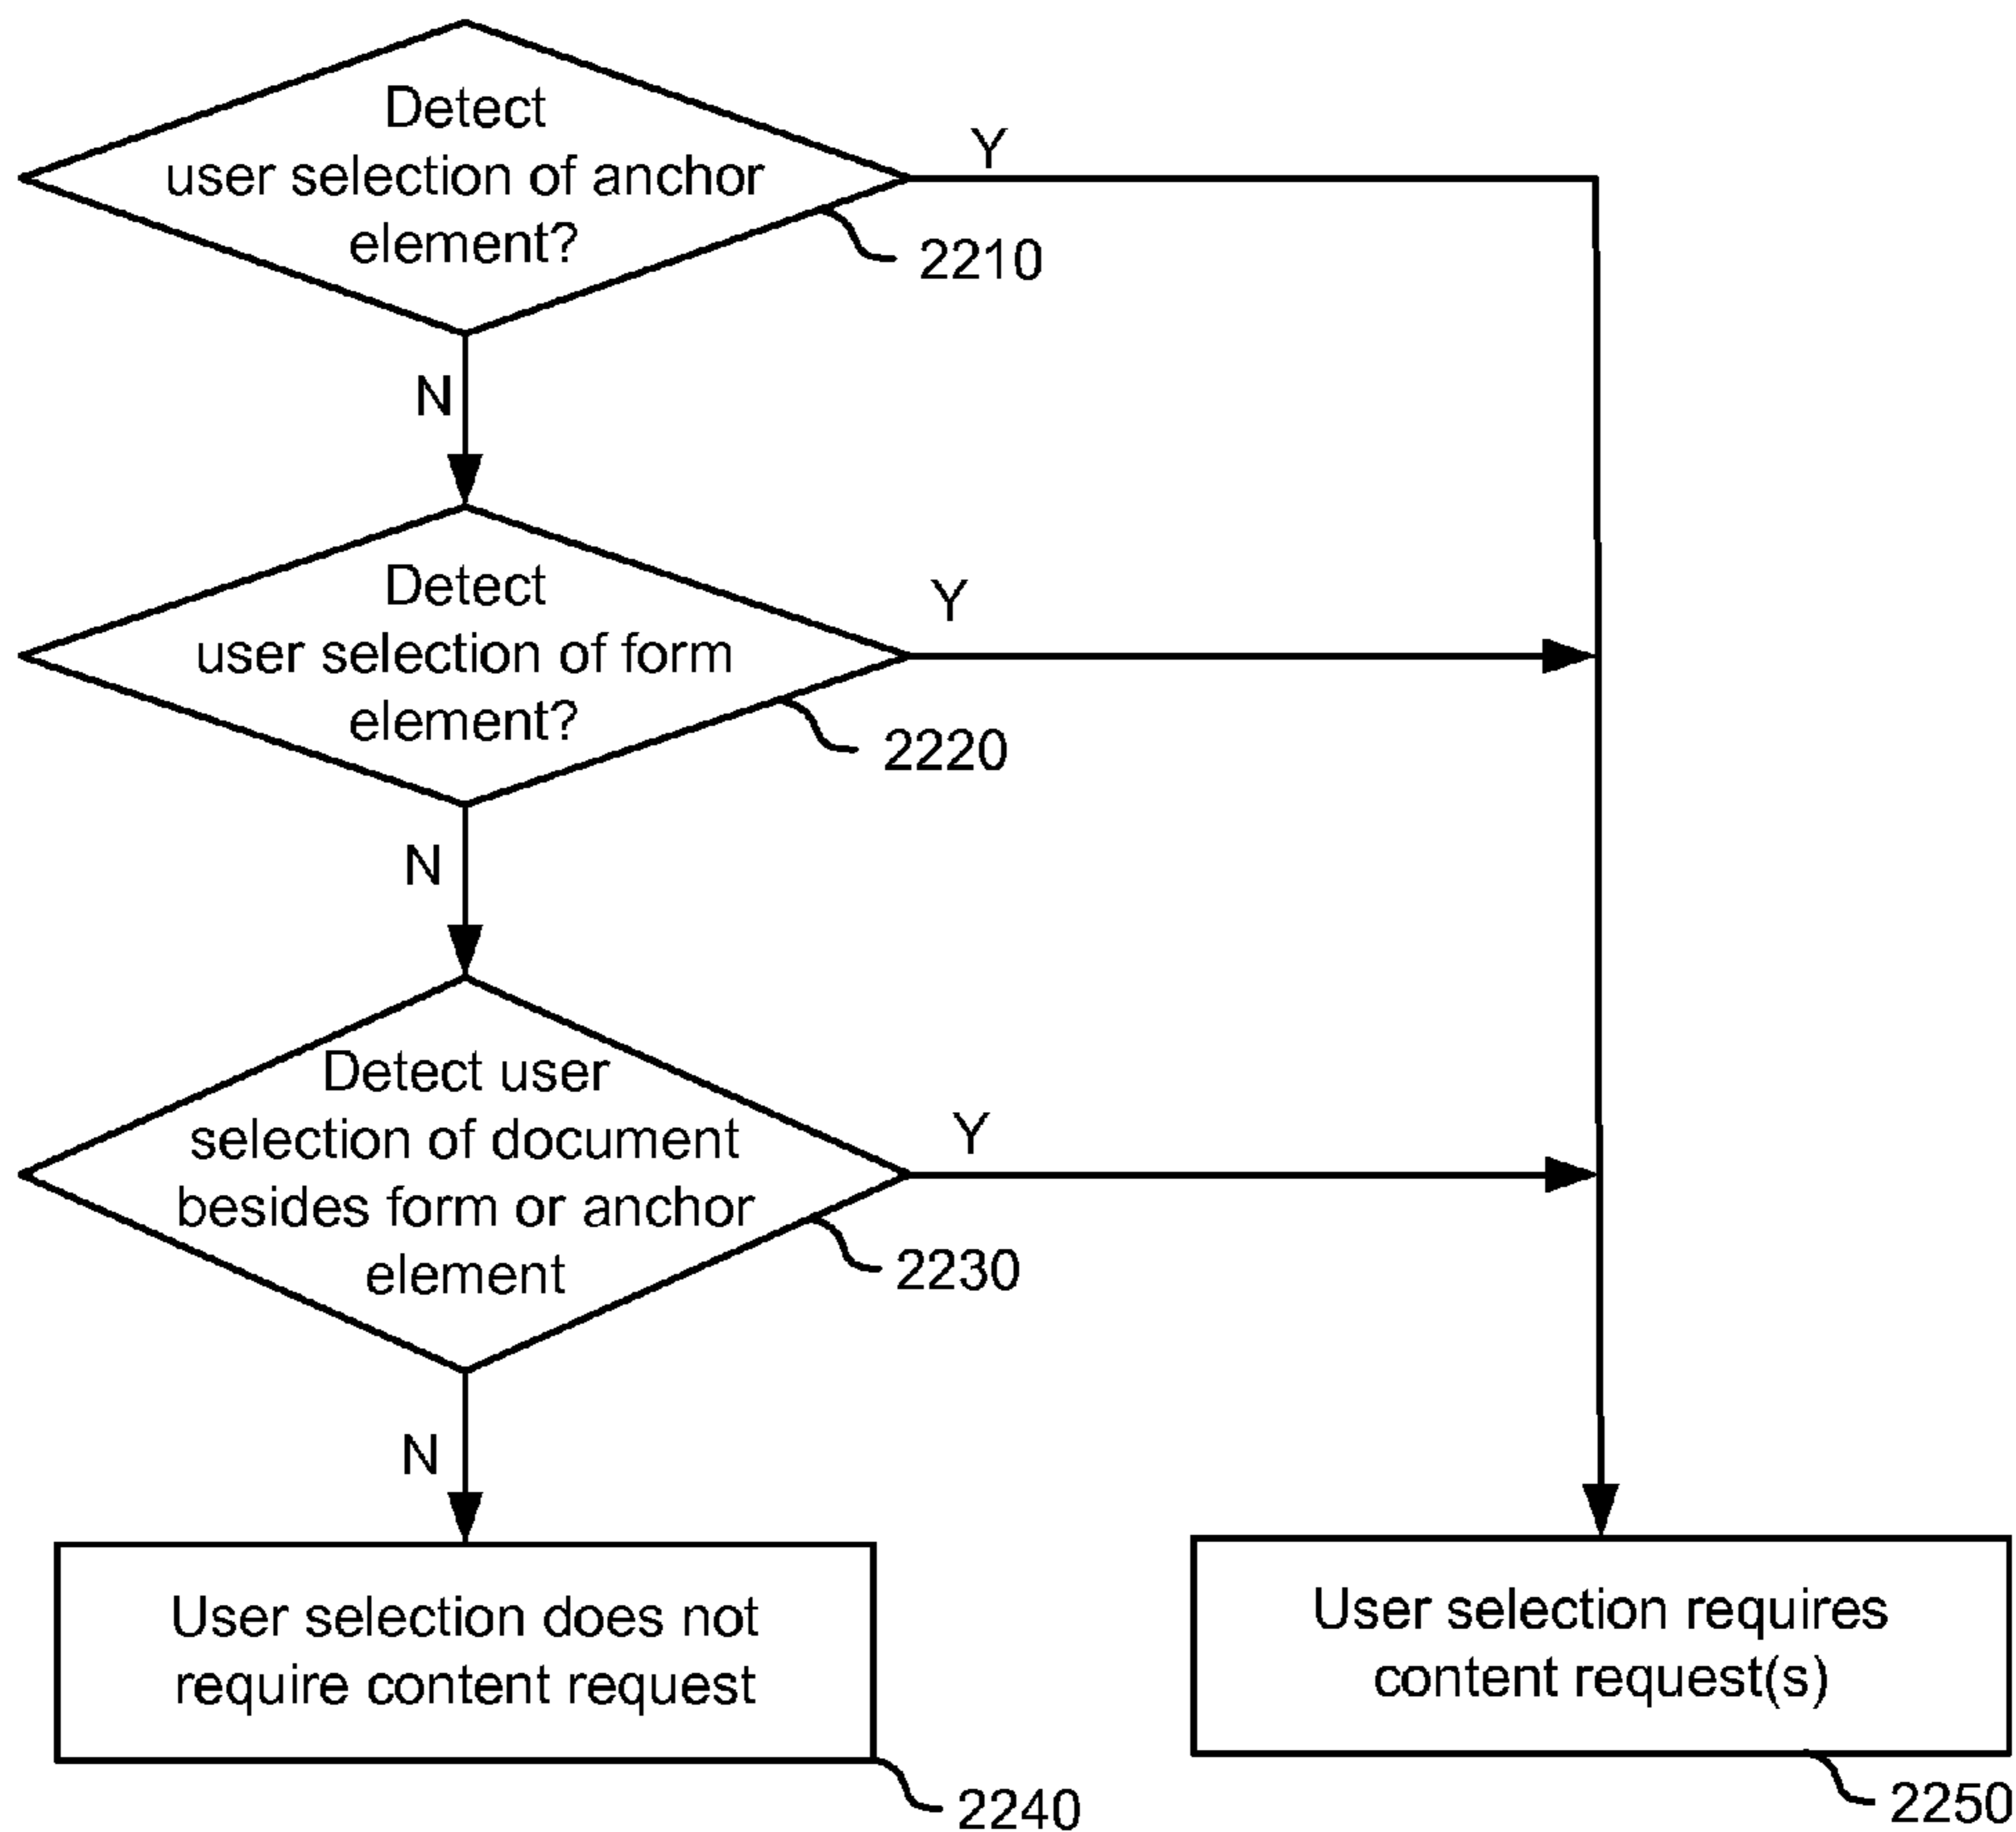 Detect
user selection of anchor
element?
Y
2210
N
Detect
user selection of form
element?
Y
2220
N
Detect user
selection of document
besides form or anchor
element
Y
2230
N
User selection does not
require content request
2240
User selection requires
content request(s)
2250